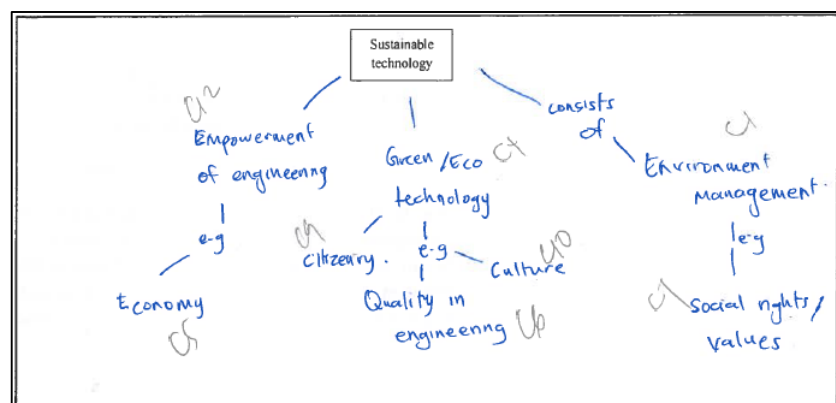 Sustainable
technology
Empowerment
of engineering
e-g
Economy
Green/Eco
technology
Citizenry.
e-g
Culture
Quality in
engineering
consists
of
Environment
Management.
e-g
Social rights/
values